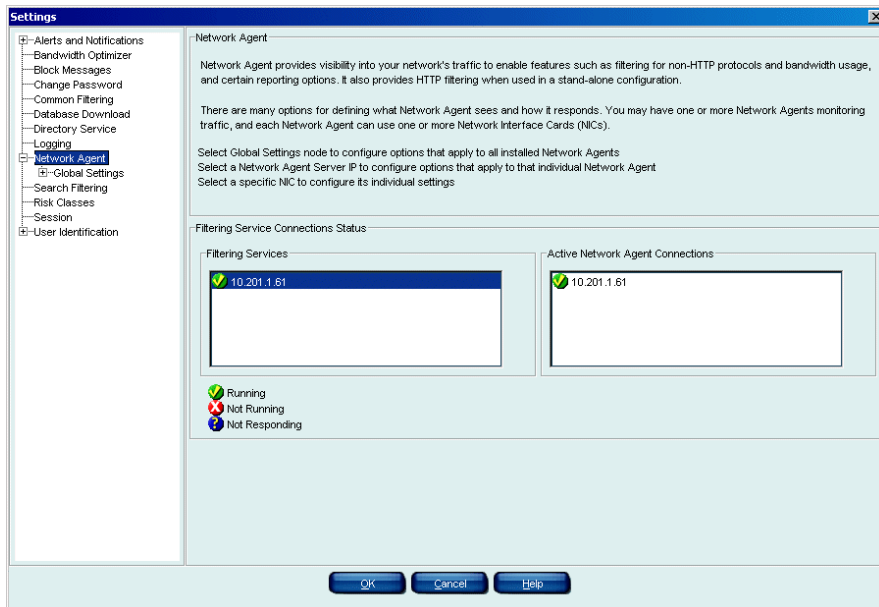 Settings
Alerts and Notifications
Bandwidth Optimizer
Block Messages
Change Password
Common Filtering
Database Download
Directory Service
Logging
Network Agent
Global Settings
Search Filtering
Risk Classes
Session
User Identification
Network Agent
Network Agent provides visibility into your network's traffic to enable features such as filtering for non-HTTP protocols and bandwidth usage,
and certain reporting options. It also provides HTTP filtering when used in a stand-alone configuration.
There are many options for defining what Network Agent sees and how it responds. You may have one or more Network Agents monitoring
traffic, and each Network Agent can use one or more Network Interface Cards (NICs).
Select Global Settings node to configure options that apply to all installed Network Agents
Select a Network Agent Server IP to configure options that apply to that individual Network Agent
Select a specific NIC to configure its individual settings
Filtering Service Connections Status
Filtering Services
10.201.1.61
Active Network Agent Connections
10.201.1.61
Running
Not Running
Not Responding
OK
Cancel
Help